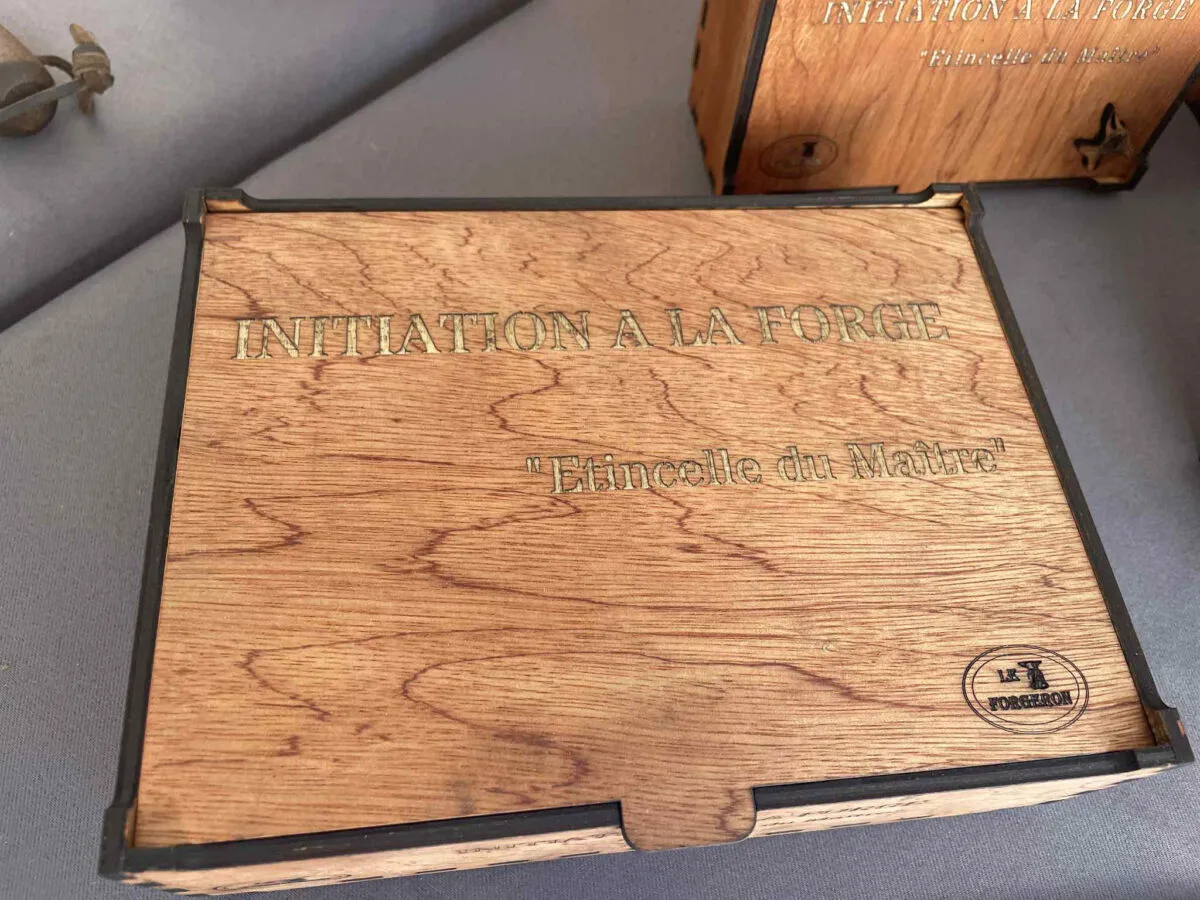 INITIATION A LA FORGE
"Etincelle du Maître"
INITIATION A LA FORGE
"Etincelle du Maître"
LE
FORGERON